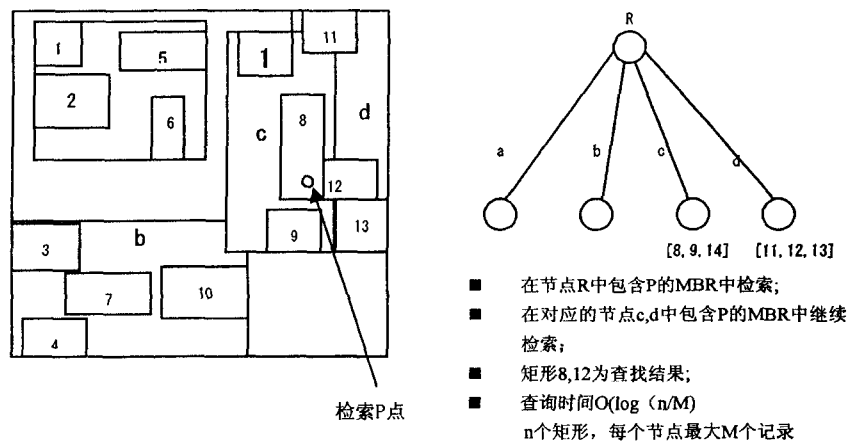 1
5
2
6
1
11
8
c
d
12
9
13
b
3
7
10
4
检索P点
R
a
b
c
d
[8, 9, 14]
[11, 12, 13]
■ 在节点R中包含P的MBR中检索;
■ 在对应的节点c,d中包含P的MBR中继续
检索;
■ 矩形8,12为查找结果;
■ 查询时间O(log（n/M)
n个矩形，每个节点最大M个记录